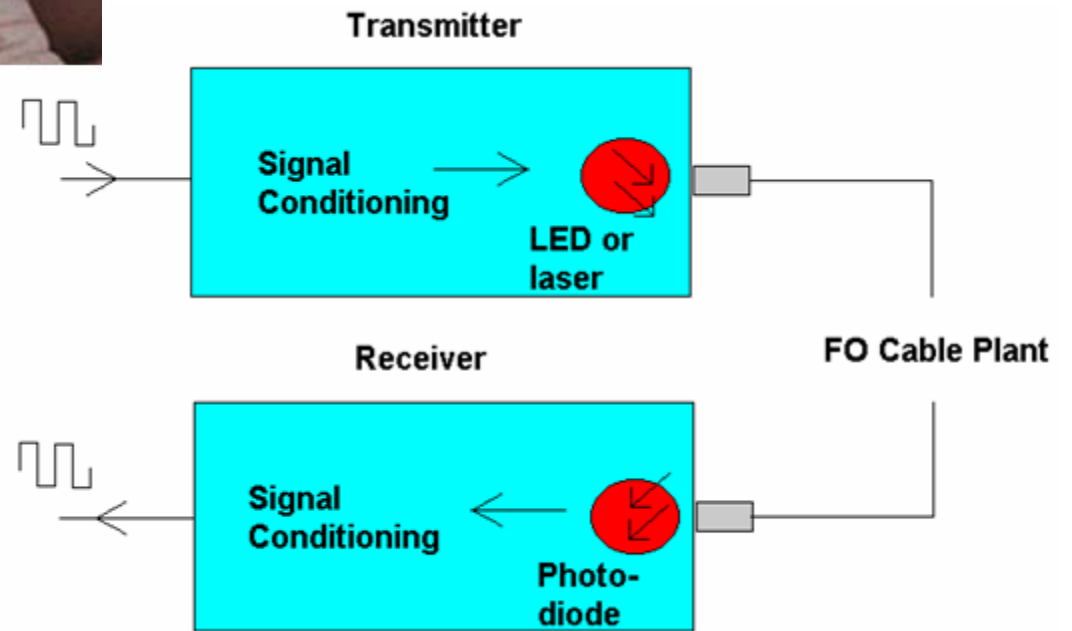 Transmitter
Signal
Conditioning
LED or
laser
FO Cable Plant
Receiver
Signal
Conditioning
Photo-
diode